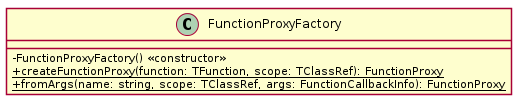 C FunctionProxyFactory
-FunctionProxyFactory() «constructor»
+createFunctionProxy(function: TFunction, scope: TClassRef): FunctionProxy
+fromArgs(name: string, scope: TClassRef, args: FunctionCallbackInfo): FunctionProxy